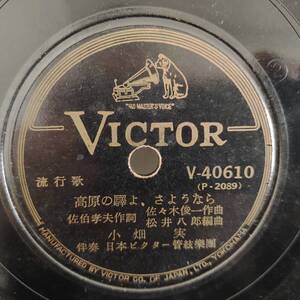 "HIS MASTER'S VOICE"
VICTOR
流行歌
V-40610
(P-2089)
高原の驛よ、さようなら
佐伯孝夫作詞 佐々木俊一作曲
松井八郎編曲
小畑 実
伴奏 日本ビクター管絃樂團
MANUFACTURED BY VICTOR CO. OF JAPAN, LTD., YOKOHAMA